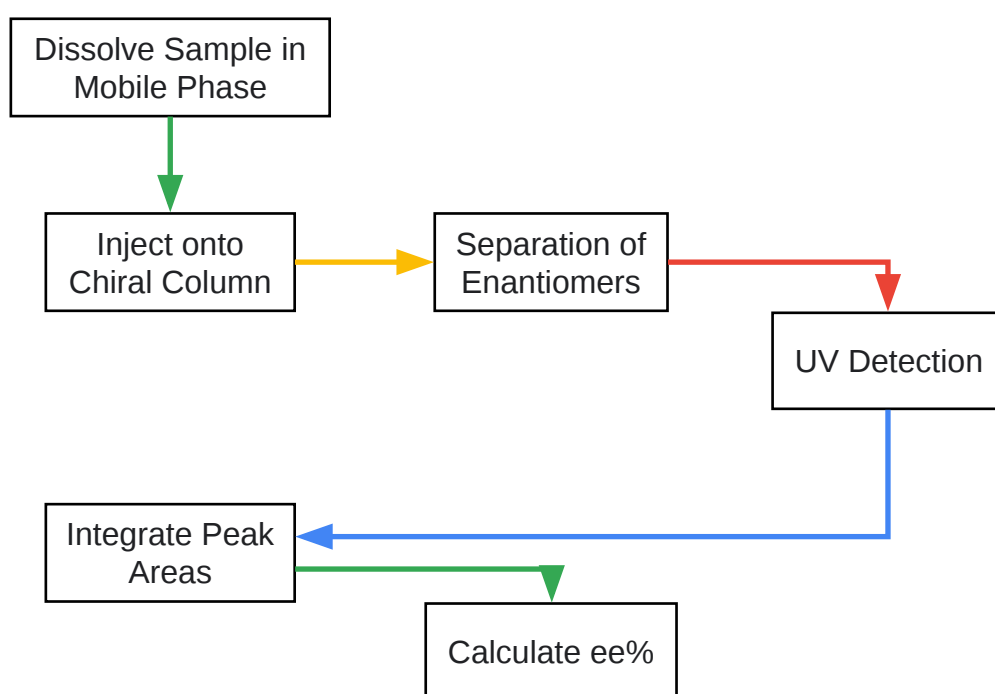 Dissolve Sample in
Mobile Phase
Inject onto
Chiral Column
Separation of
Enantiomers
UV Detection
Integrate Peak
Areas
Calculate ee%